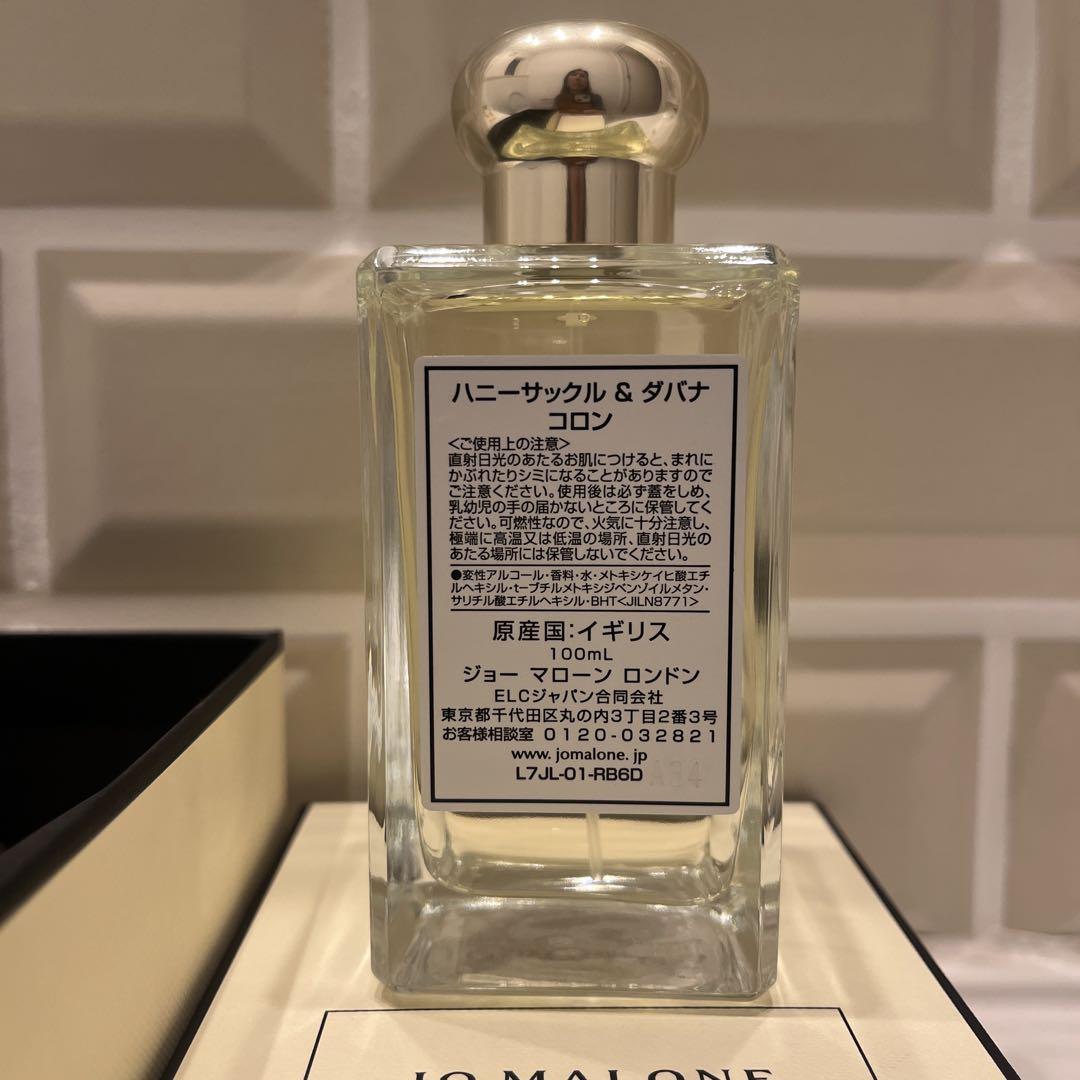 ハニーサックル & ダバナ
コロン
<ご使用上の注意>
直射日光のあたるお肌につけると、まれに
かぶれたりシミになることがありますので
ご注意ください。使用後は必ず蓋をしめ、
乳幼児の手の届かないところに保管してく
ださい。可燃性なので、火気に十分注意し、
極端に高温又は低温の場所、直射日光の
あたる場所には保管しないでください。
●変性アルコール・香料・水・メトキシケイヒ酸エチ
ルヘキシル・t-ブチルメトキシジベンゾイルメタン・
サリチル酸エチルヘキシル・BHT<JILN8771>
原産国:イギリス
100mL
ジョー マローン ロンドン
ELCジャパン合同会社
東京都千代田区丸の内3丁目2番3号
お客様相談室 0120-032821
www. jomalone. jp
L7JL-01-RB6D
JO MALONE